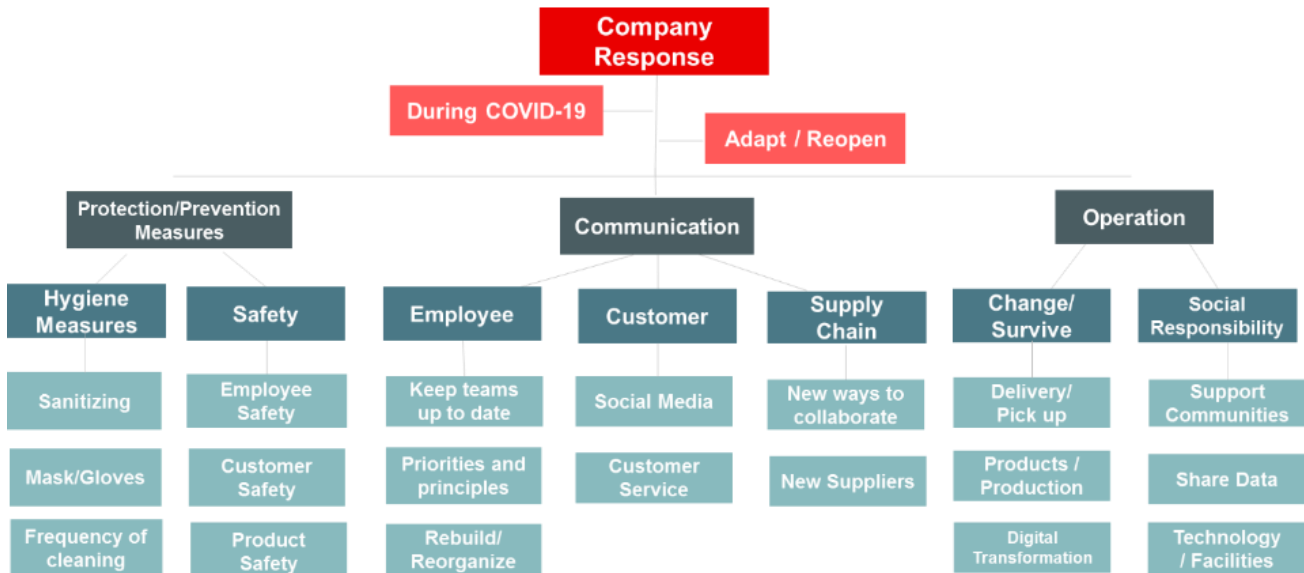 Company
Response
During COVID-19
Adapt / Reopen
Protection/Prevention
Measures
Communication
Operation
Hygiene
Measures
Safety
Employee
Customer
Supply
Chain
Change/
Survive
Social
Responsibility
Sanitizing
Employee
Safety
Keep teams
up to date
Social Media
New ways to
collaborate
Delivery/
Pick up
Support
Communities
Mask/Gloves
Customer
Safety
Priorities and
principles
Customer
Service
New Suppliers
Products /
Production
Share Data
Frequency of
cleaning
Product
Safety
Rebuild/
Reorganize
Digital
Transformation
Technology
/ Facilities